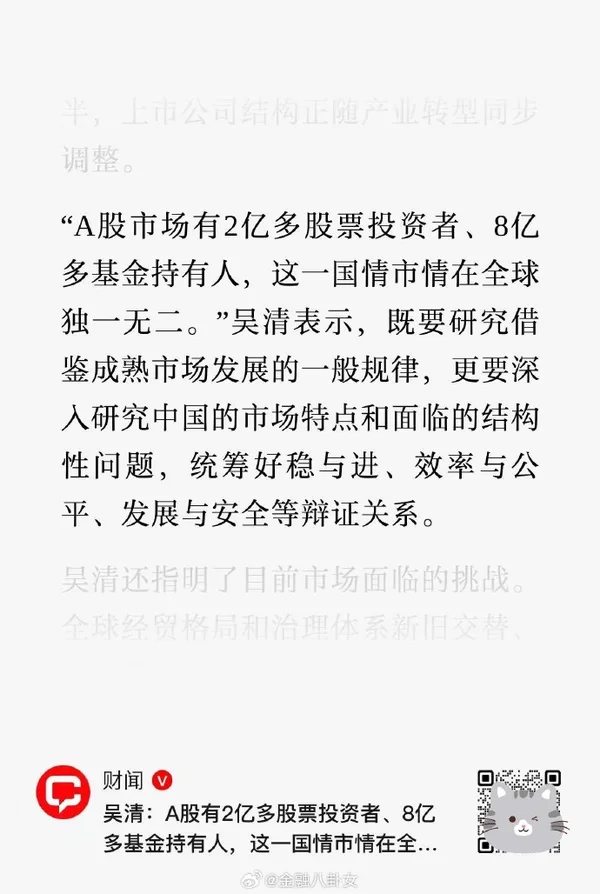 半，上市公司结构正随产业转型同步
调整。
“A股市场有2亿多股票投资者、8亿
多基金持有人，这一国情市情在全球
独一无二。”吴清表示，既要研究借
鉴成熟市场发展的一般规律，更要深
入研究中国的市场特点和面临的结构
性问题，统筹好稳与进、效率与公
平、发展与安全等辩证关系。
吴清还指明了目前市场面临的挑战。
全球经贸格局和治理体系新旧交替、
财闻
吴清：A股有2亿多股票投资者、8亿
多基金持有人，这一国情市情在全...
@金融八卦女